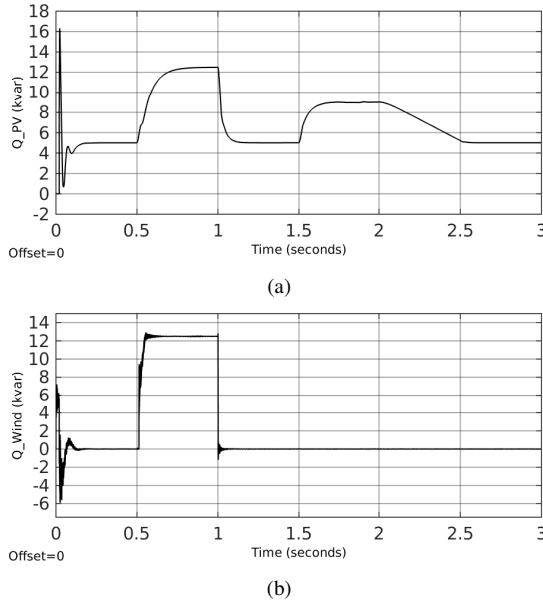 18
16
14
12
10
8
6
4
2
0
-2
Q_PV (kvar)
0 0.5 1 1.5 2 2.5 3
Offset=0
Time (seconds)
(a)
14
12
10
8
6
4
2
0
-2
-4
-6
Q_Wind (kvar)
0 0.5 1 1.5 2 2.5 3
Offset=0
Time (seconds)
(b)